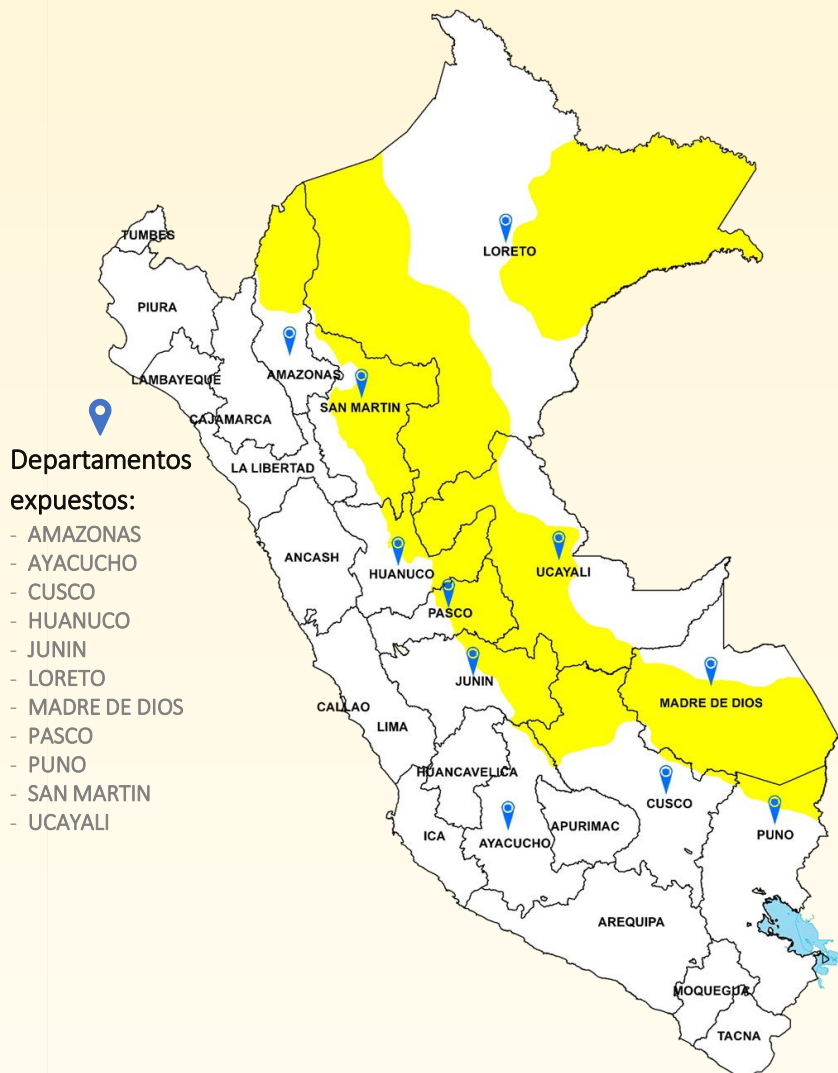 TUMBES
PIURA
LAMBAYEQUE
CAJAMARCA
AMAZONAS
LORETO
SAN MARTIN
LA LIBERTAD
ANCASH
HUANUCO
UCAYALI
PASCO
JUNIN
CALLAO
LIMA
MADRE DE DIOS
HUANCAVELICA
ICA
AYACUCHO
APURIMAC
CUSCO
PUNO
AREQUIPA
MOQUEGUA
TACNA
Departamentos
expuestos:
- AMAZONAS
- AYACUCHO
- CUSCO
- HUANUCO
- JUNIN
- LORETO
- MADRE DE DIOS
- PASCO
- PUNO
- SAN MARTIN
- UCAYALI